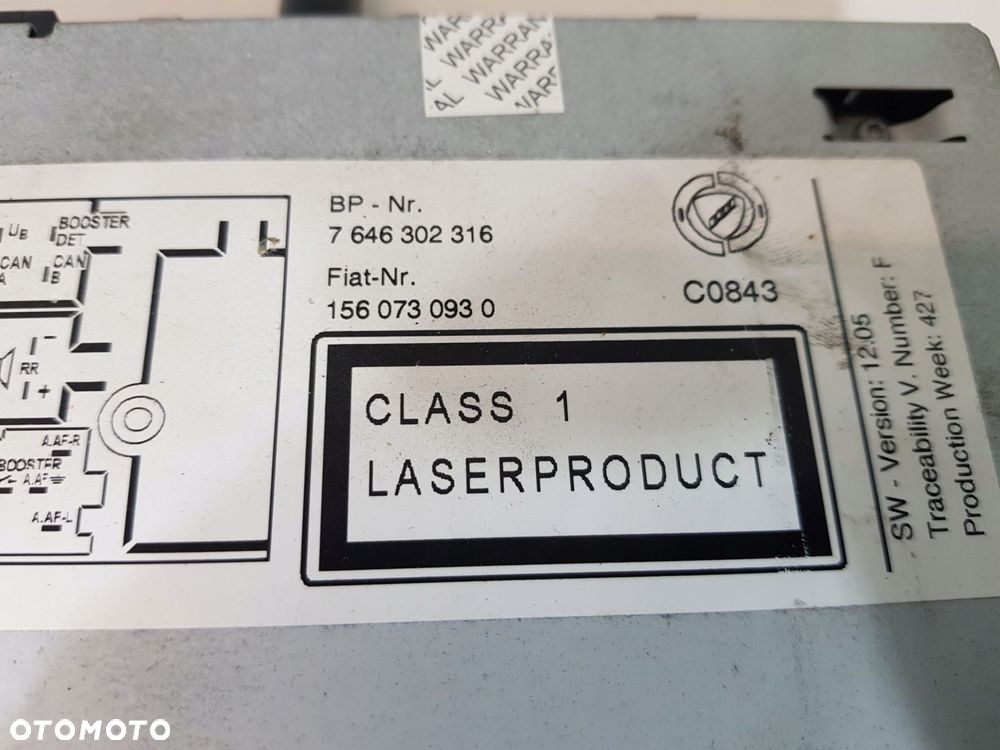 WARRA
AL WARRAN
WARRAN
AL
UB
BOOSTER
DET
CAN
A
CAN
B
RR
A.AF-R
BOOSTER
A.AF
A.AF-L
BP - Nr.
7 646 302 316
Fiat-Nr.
156 073 093 0
C0843
CLASS 1
LASERPRODUCT
SW - Version: 12.05
Traceability V. Number: F
Production Week: 427
OTOMOTO